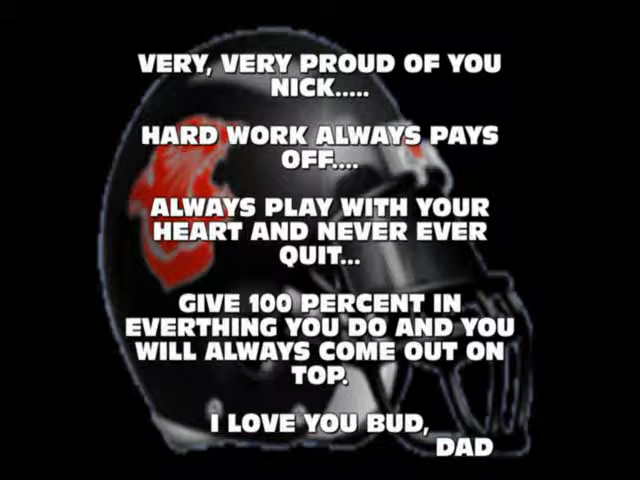 VERY, VERY PROUD OF YOU
NICK.....
HARD WORK ALWAYS PAYS
OFF....
ALWAYS PLAY WITH YOUR
HEART AND NEVER EVER
QUIT...
GIVE 100 PERCENT IN
EVERTHING YOU DO AND YOU
WILL ALWAYS COME OUT ON
TOP.
I LOVE YOU BUD,
DAD